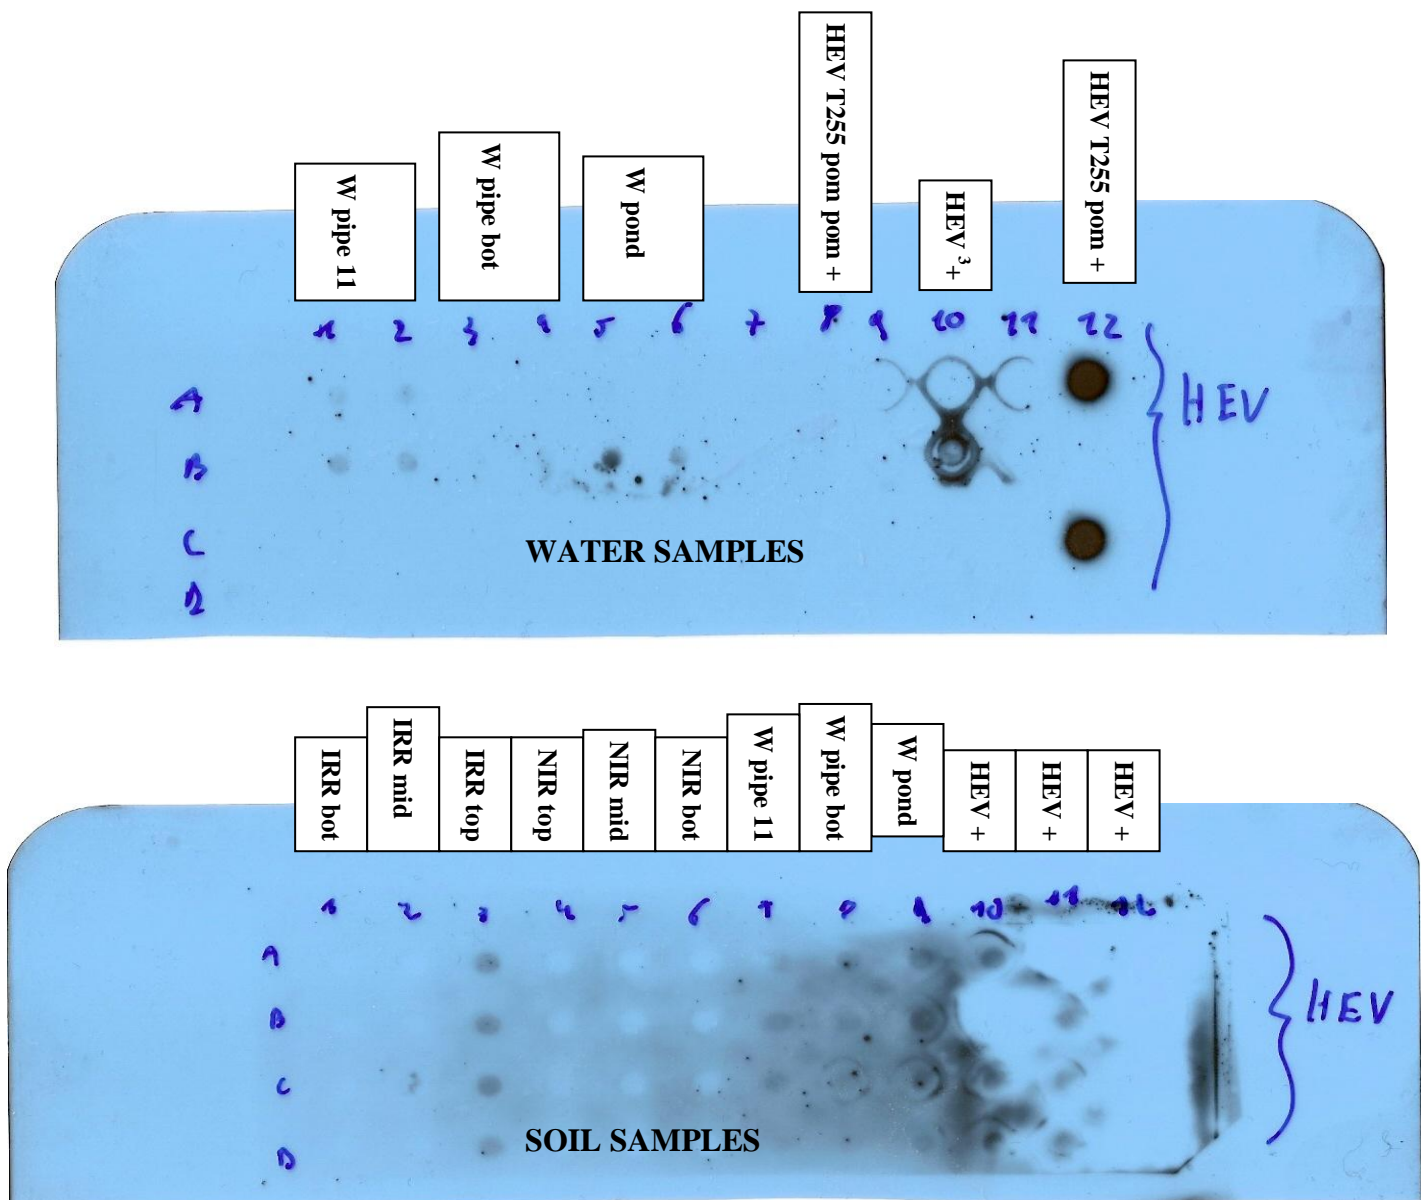 W pipe 11
W pipe bot
W pond
HEV T255 pom pom +
HEV ³+
HEV T255 pom +
1 2 3 4 5 6 7 8 9 10 11 12
A
B
C
D
HEV
WATER SAMPLES
IRR bot
IRR mid
IRR top
NIR top
NIR mid
NIR bot
W pipe 11
W pipe bot
W pond
HEV +
HEV +
HEV +
1 2 3 4 5 6 7 8 9 10 11 12
A
B
C
D
HEV
SOIL SAMPLES